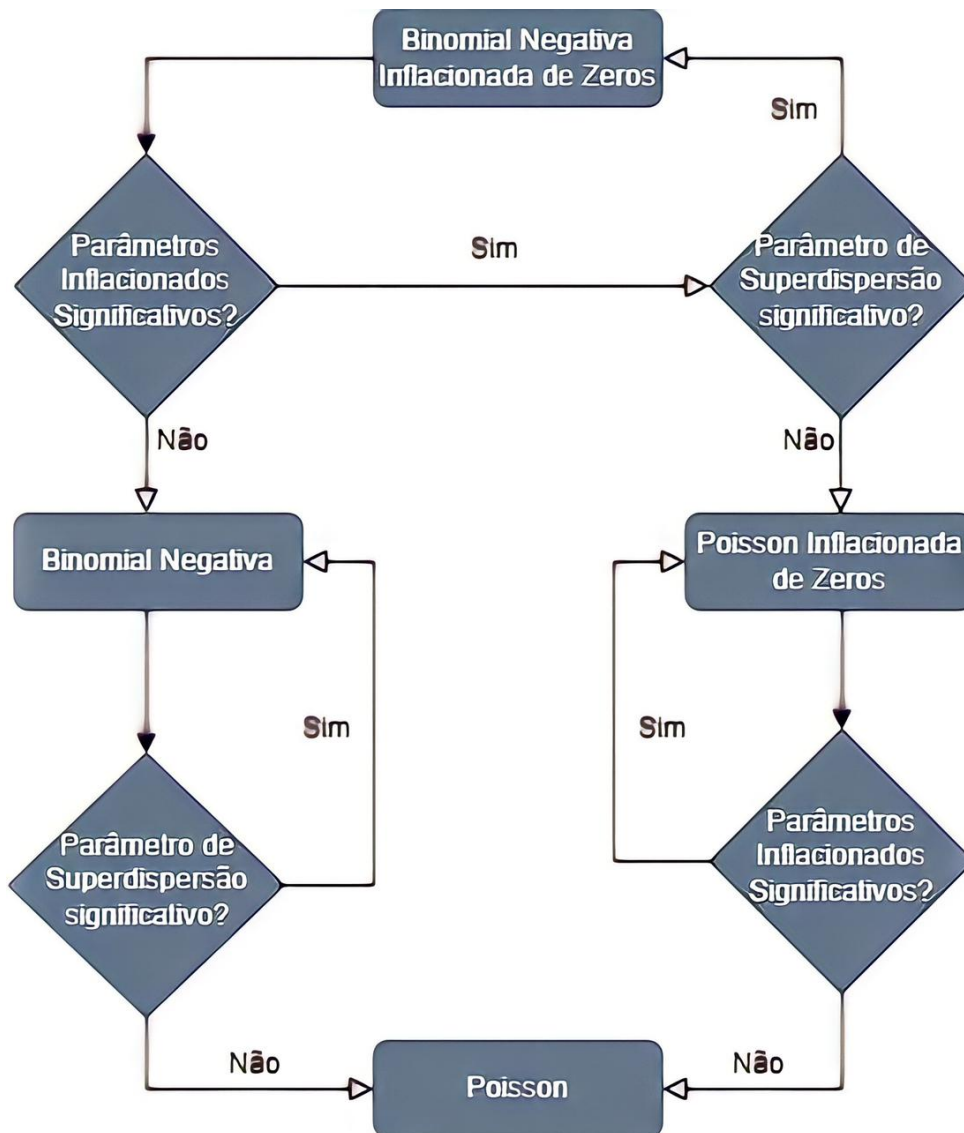 Binomial Negativa
Inflacionada de Zeros
Sim
Parâmetros
Inflacionados
Significativos?
Sim
Parâmetro de
Superdispersão
significativo?
Não
Não
Binomial Negativa
Poisson Inflacionada
de Zeros
Sim
Sim
Parâmetro de
Superdispersão
significativo?
Parâmetros
Inflacionados
Significativos?
Não
Não
Poisson